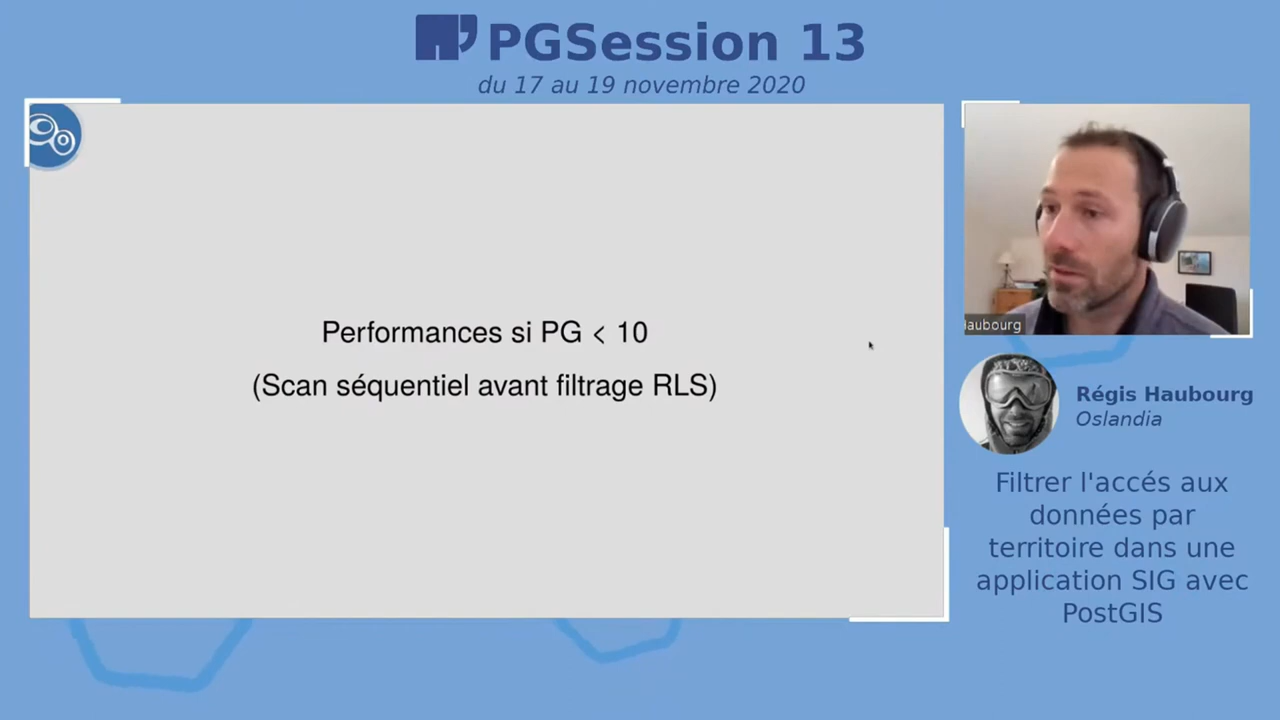 PGSession 13
du 17 au 19 novembre 2020
Performances si PG < 10
(Scan séquentiel avant filtrage RLS)
aubourg
Régis Haubourg
Oslandia
Filtrer l'accés aux
données par
territoire dans une
application SIG avec
PostGIS